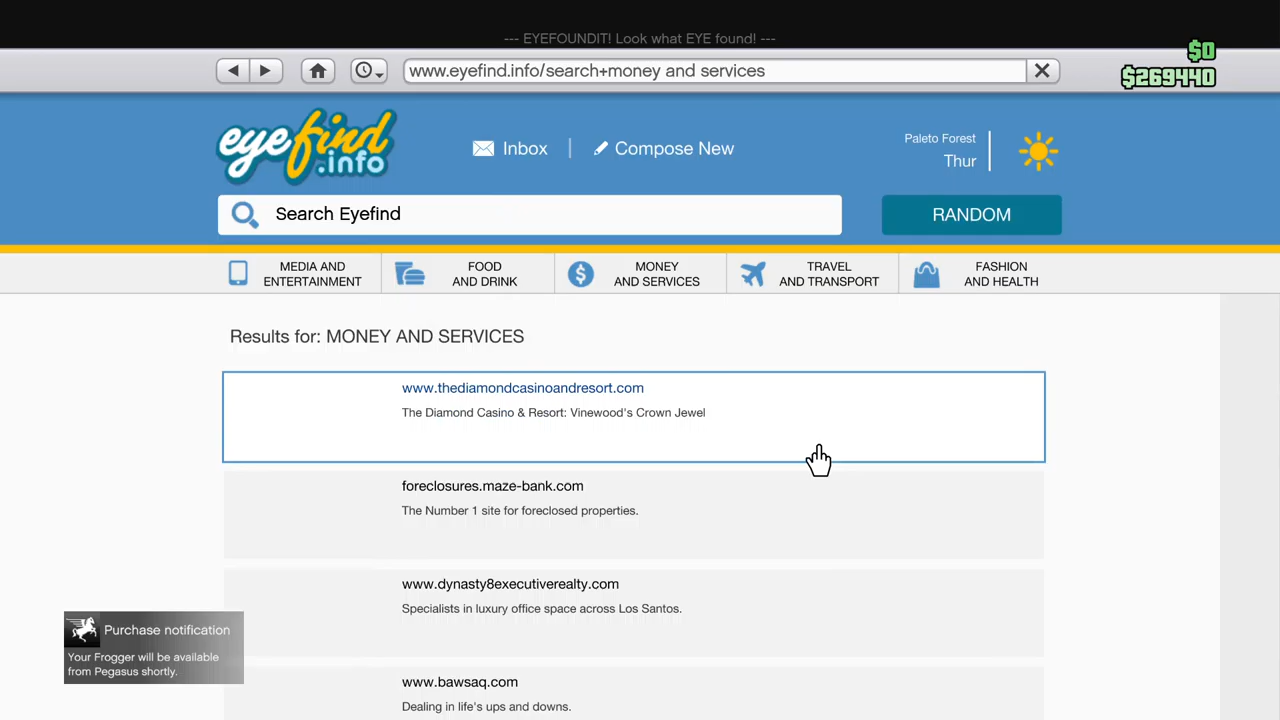 --- EYEFOUNDIT! Look what EYE found! ---
$0
www.eyefind.info/search+money and services
$269440
eyefind
.info
Inbox
Compose New
Paleto Forest
Thur
Search Eyefind
RANDOM
MEDIA AND
ENTERTAINMENT
FOOD
AND DRINK
MONEY
AND SERVICES
TRAVEL
AND TRANSPORT
FASHION
AND HEALTH
Results for: MONEY AND SERVICES
www.thediamondcasinoandresort.com
The Diamond Casino & Resort: Vinewood's Crown Jewel
foreclosures.maze-bank.com
The Number 1 site for foreclosed properties.
www.dynasty8executiverealty.com
Specialists in luxury office space across Los Santos.
Purchase notification
Your Frogger will be available
from Pegasus shortly.
www.bawsaq.com
Dealing in life's ups and downs.